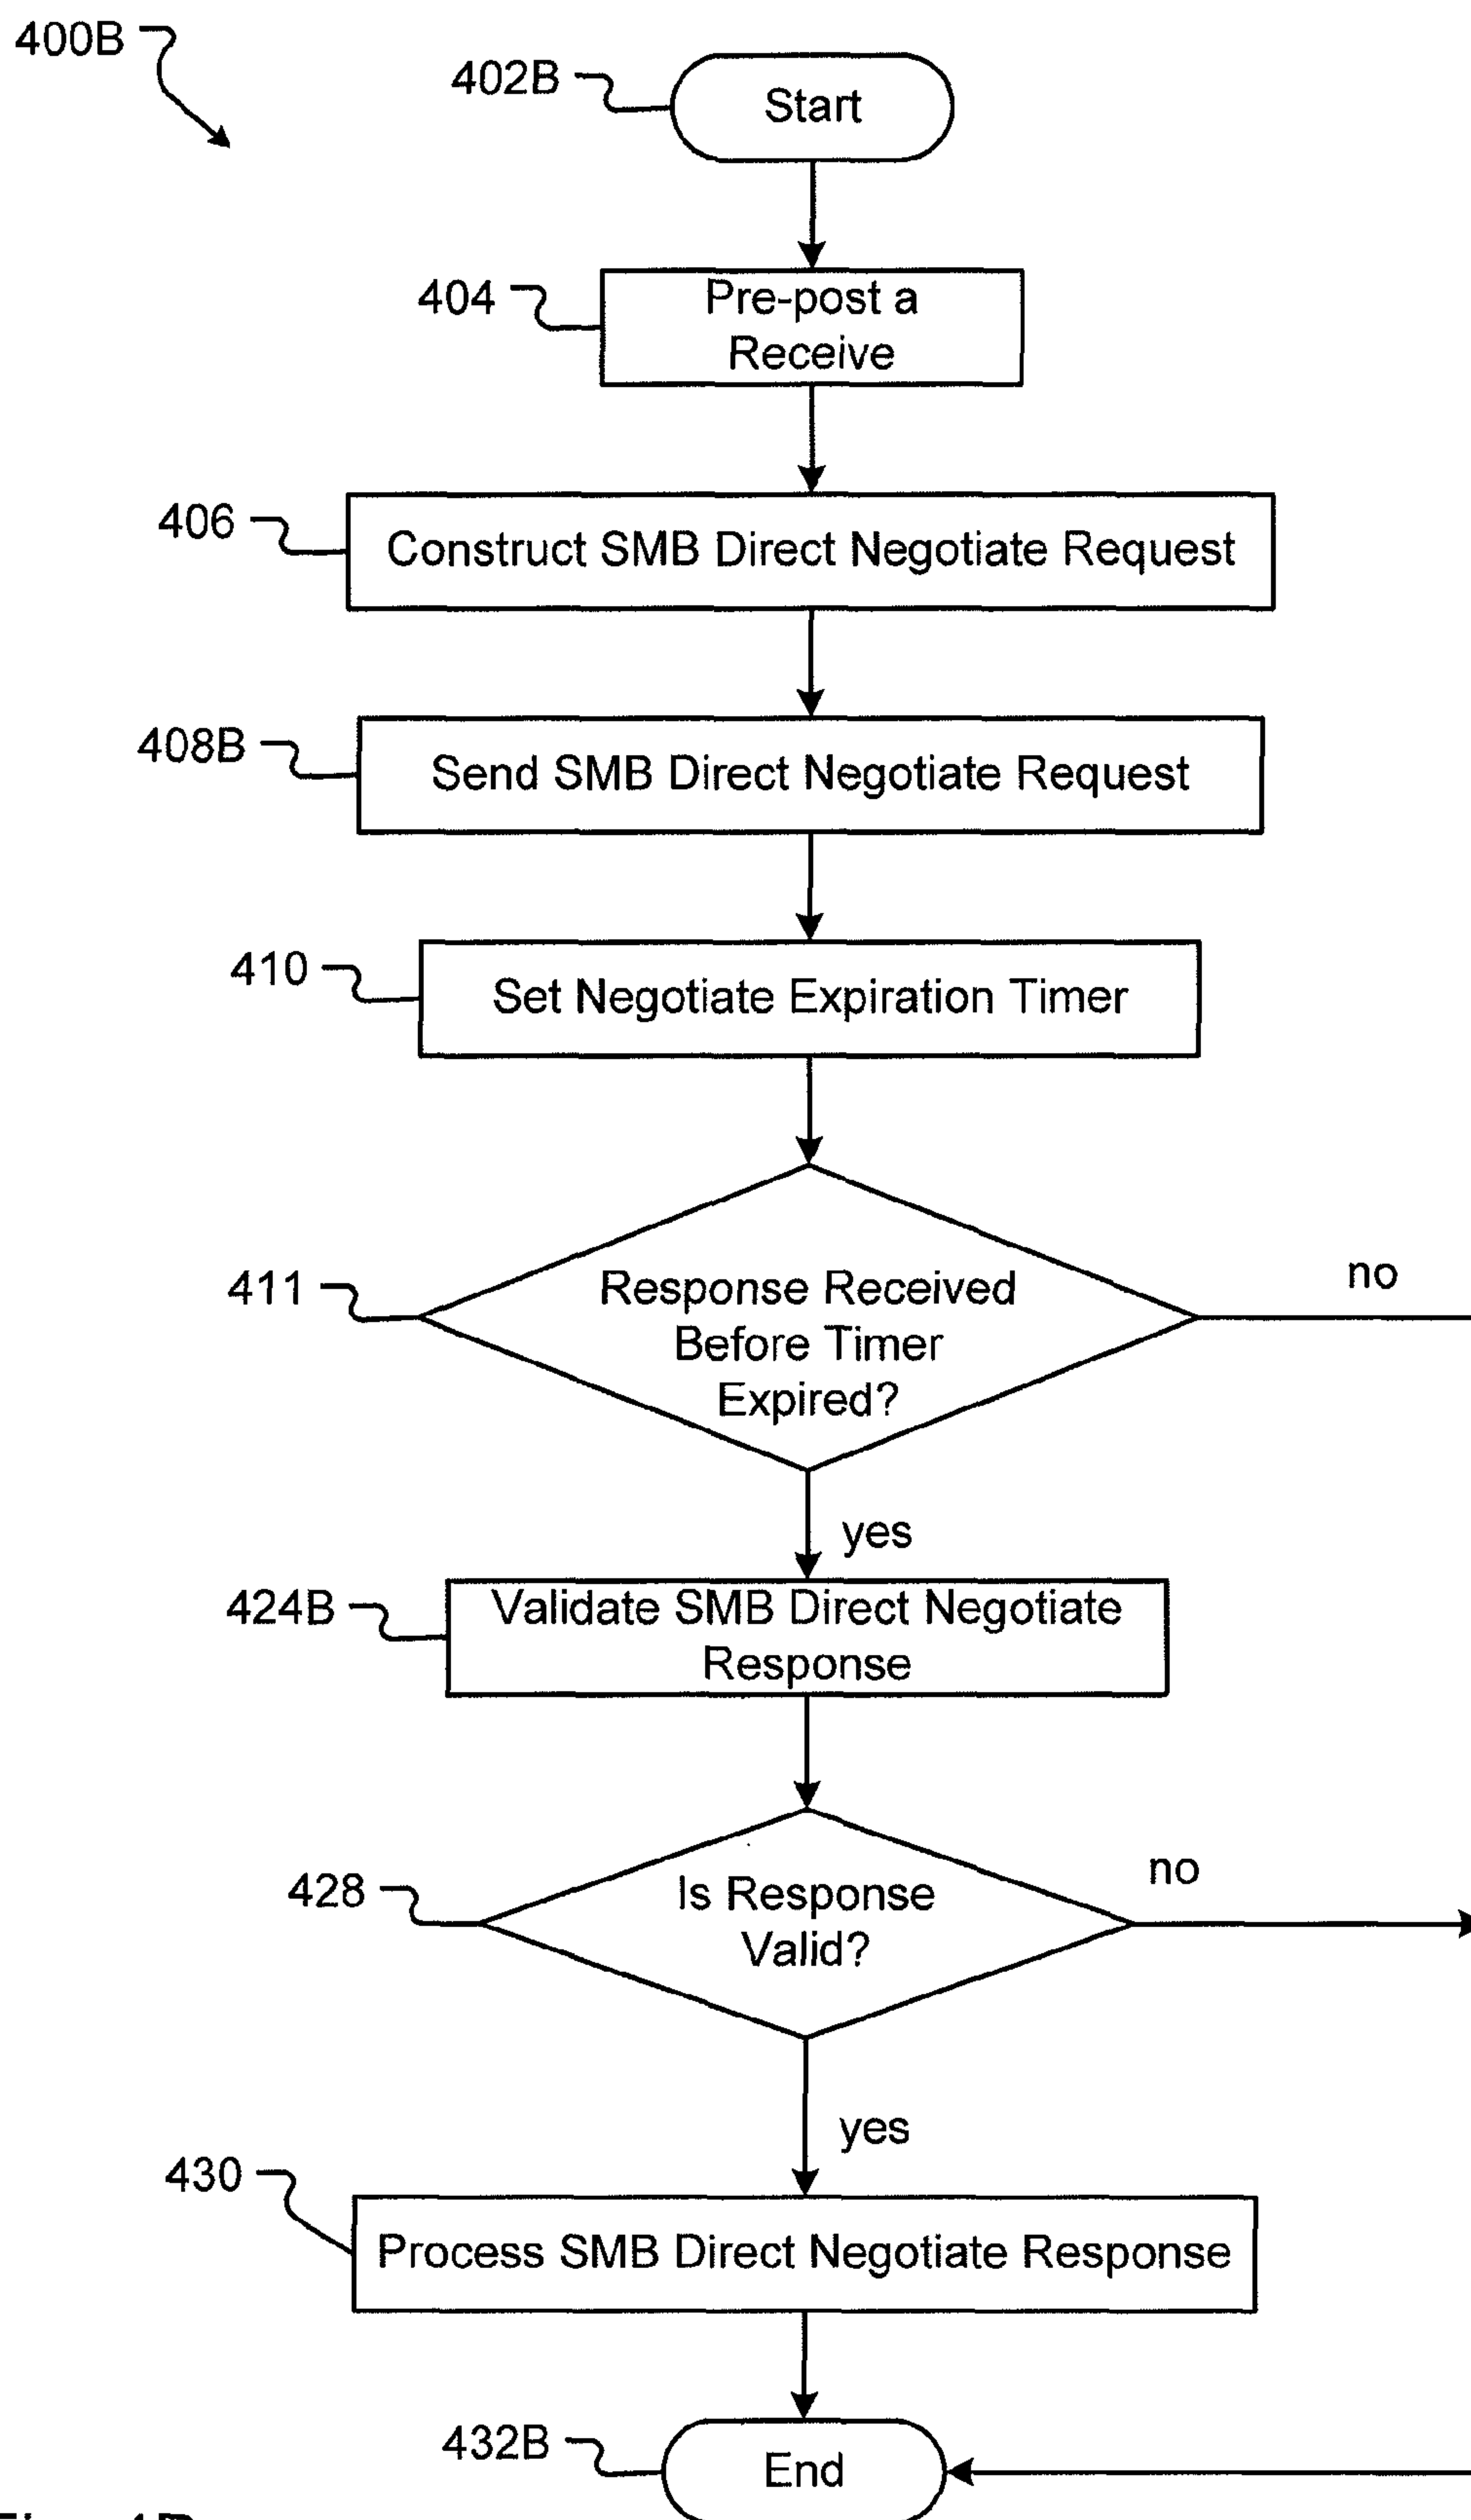 400B
402B
Start
404
Pre-post a
Receive
406
Construct SMB Direct Negotiate Request
408B
Send SMB Direct Negotiate Request
410
Set Negotiate Expiration Timer
411
Response Received
Before Timer
Expired?
no
yes
424B
Validate SMB Direct Negotiate
Response
428
Is Response
Valid?
no
yes
430
Process SMB Direct Negotiate Response
432B
End